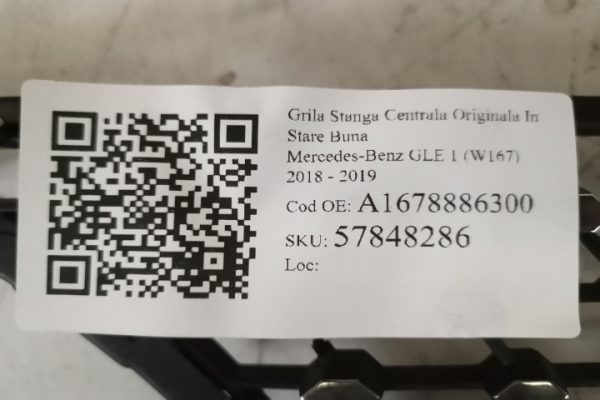 Grila Stanga Centrala Originala In
Stare Buna
Mercedes-Benz GLE 1 (W167)
2018 - 2019
Cod OE: A1678886300
SKU: 57848286
Loc: